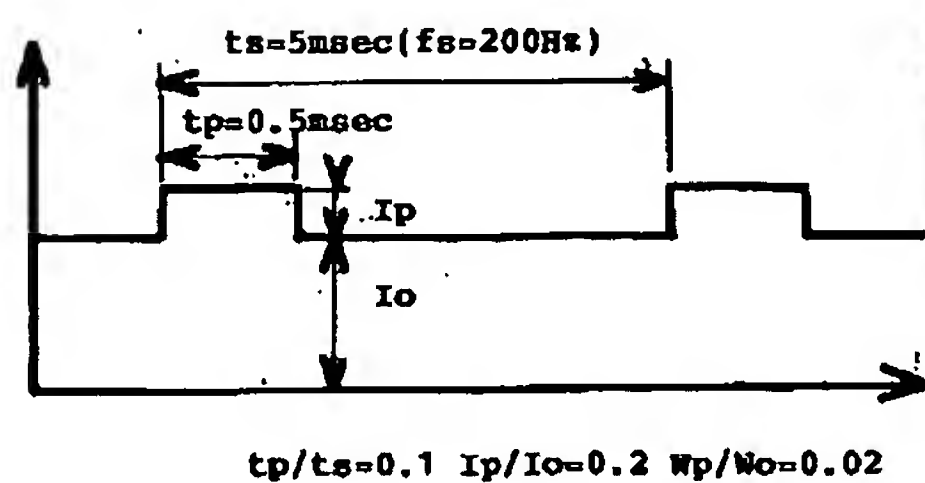 ts=5msec(fs=200Hz)
tp=0.5msec
Ip
Io
tp/ts=0.1 Ip/Io=0.2 Wp/Wo=0.02